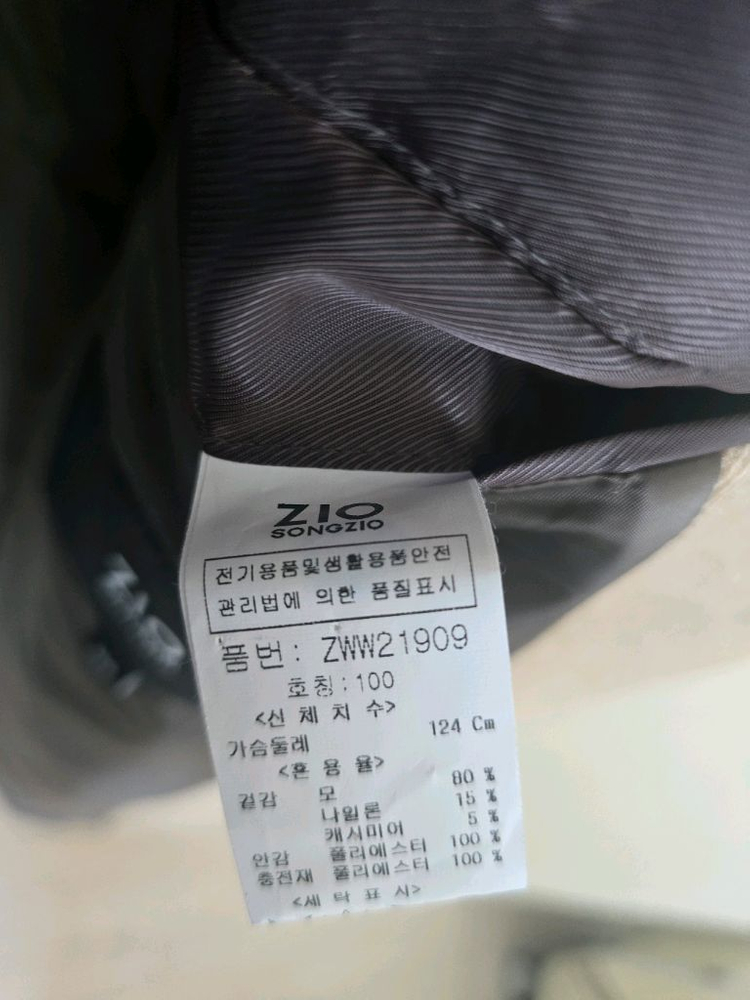 ZIO
SONGZIO
전기용품및생활용품안전
관리법에 의한 품질표시
품번: ZWW21909
호칭:100
<신 체 치 수>
가슴둘레 124 Cm
<혼 용 율>
겉감 모 80 %
나일론 15 %
캐시미어 5 %
안감 폴리에스터 100 %
충전재 폴리에스터 100 %
<세 탁 표 시>